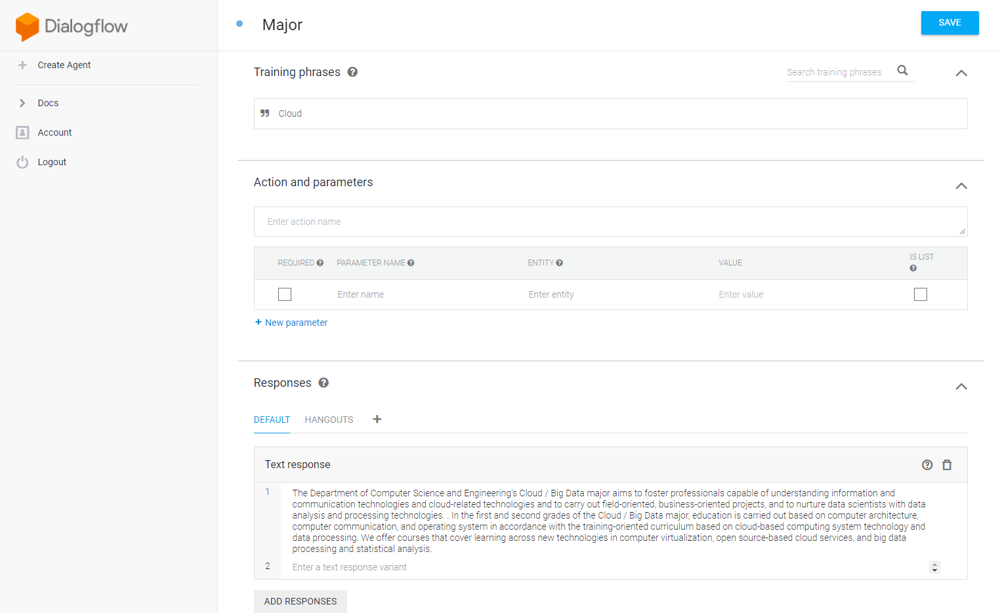 Dialogflow
Create Agent
Docs
Account
Logout
Major
SAVE
Training phrases
Search training phrases
Cloud
Action and parameters
Enter action name
REQUIRED PARAMETER NAME ENTITY VALUE IS LIST
Enter name Enter entity Enter value
+ New parameter
Responses
DEFAULT HANGOUTS +
Text response
1 The Department of Computer Science and Engineering's Cloud / Big Data major aims to foster professionals capable of understanding information and
communication technologies and cloud-related technologies and to carry out field-oriented, business-oriented projects, and to nurture data scientists with data
analysis and processing technologies. . In the first and second grades of the Cloud / Big Data major, education is carried out based on computer architecture,
computer communication, and operating system in accordance with the training-oriented curriculum based on cloud-based computing system technology and
data processing. We offer courses that cover learning across new technologies in computer virtualization, open source-based cloud services, and big data
processing and statistical analysis.
2 Enter a text response variant
ADD RESPONSES